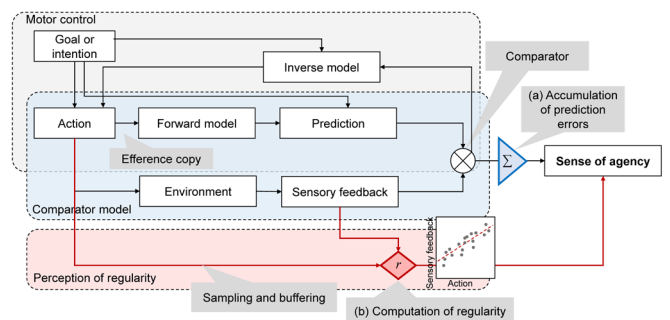 Motor control
Goal or
intention
Inverse model
Comparator
(a) Accumulation
of prediction
errors
Action
Forward model
Prediction
Efference copy
Σ
Sense of agency
Environment
Sensory feedback
Comparator model
Sensory feedback
r
Perception of regularity
Action
Sampling and buffering
(b) Computation of regularity